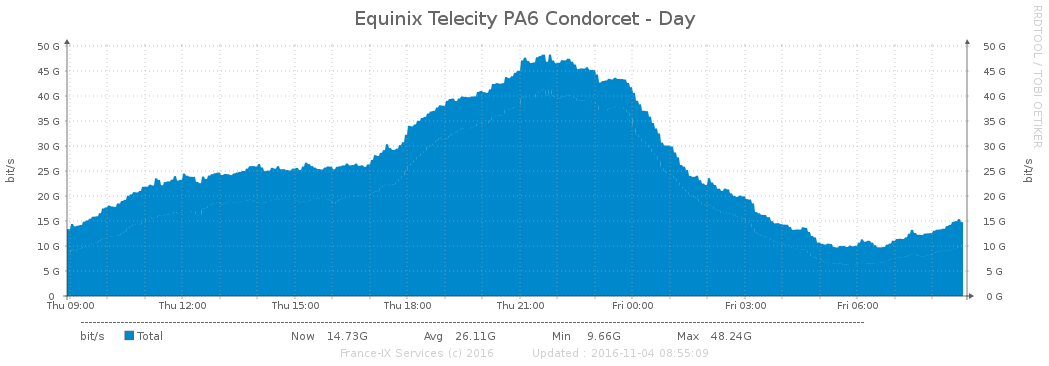 Equinix Telecity PA6 Condorcet - Day
RRDTOOL / TOBI OETIKER
bit/s
50 G
45 G
40 G
35 G
30 G
25 G
20 G
15 G
10 G
5 G
0
50 G
45 G
40 G
35 G
30 G
25 G
20 G
15 G
10 G
5 G
0 G
bit/s
Thu 09:00 Thu 12:00 Thu 15:00 Thu 18:00 Thu 21:00 Fri 00:00 Fri 03:00 Fri 06:00
bit/s Total Now 14.73G Avg 26.11G Min 9.66G Max 48.24G
France-IX Services (c) 2016 Updated : 2016-11-04 08:55:09